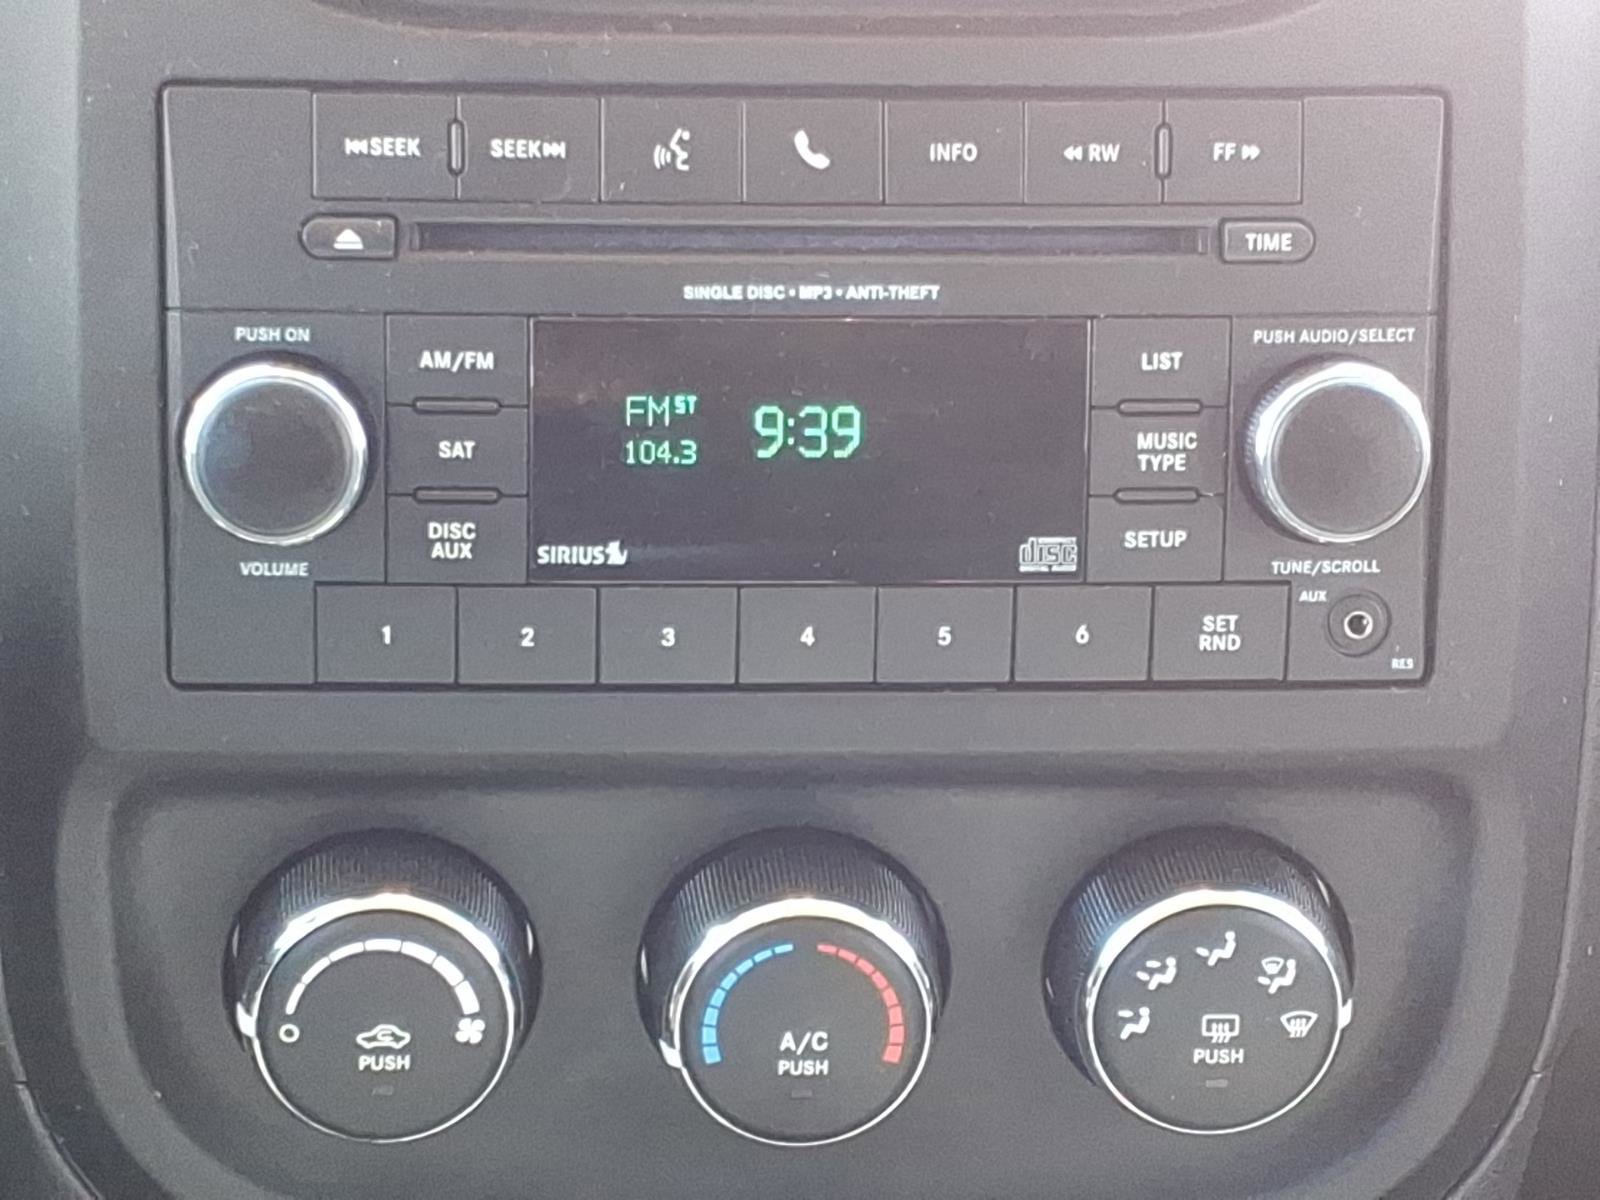 SEEK SEEK INFO RW FF
TIME
SINGLE DISC • MP3 • ANTI-THEFT
PUSH ON
VOLUME
AM/FM
SAT
DISC
AUX
FM ST 9:39
104.3
SIRIUS
disc
DIGITAL AUDIO
LIST
MUSIC
TYPE
SETUP
PUSH AUDIO/SELECT
TUNE/SCROLL
AUX
RES
1 2 3 4 5 6 SET
RND
PUSH
A/C
PUSH
PUSH